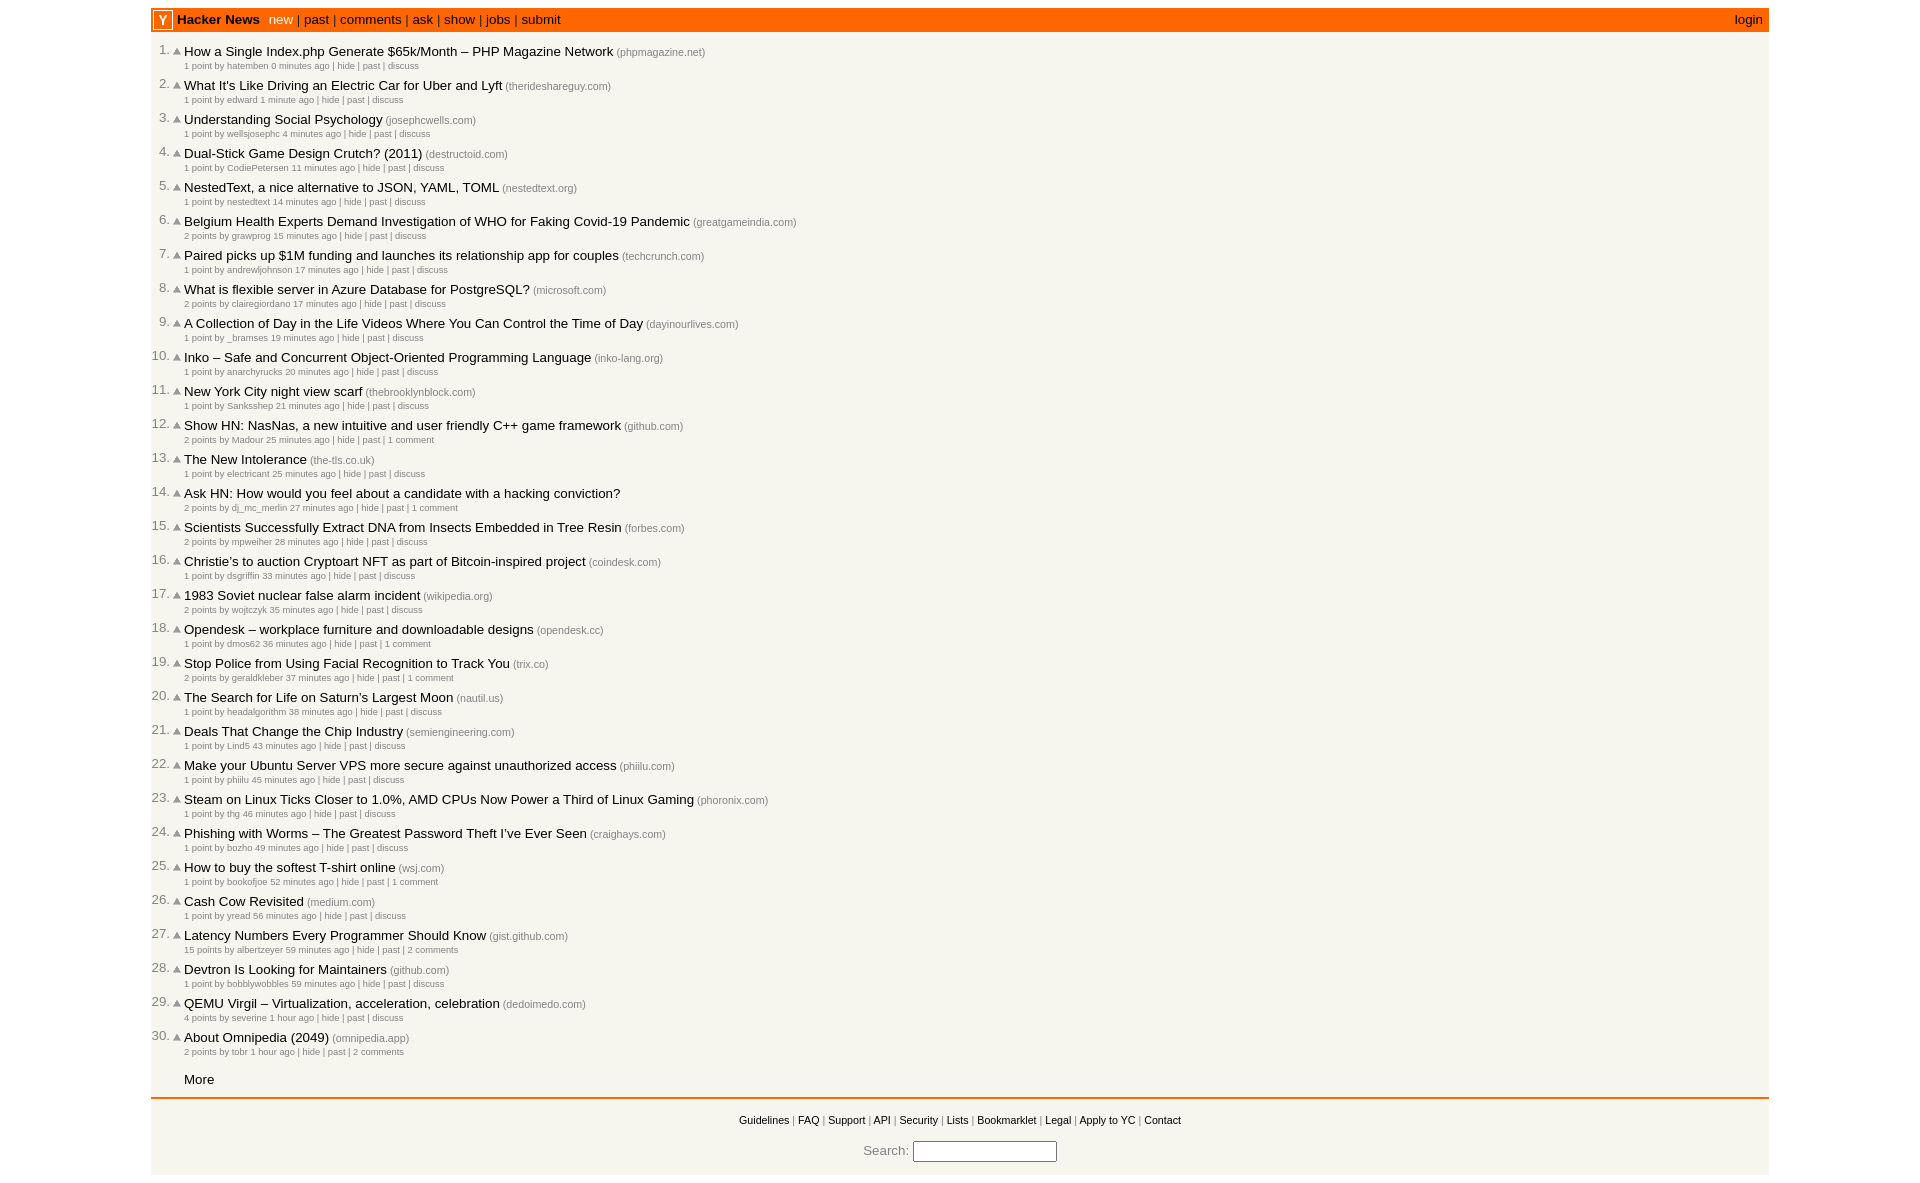 Y Hacker News new | past | comments | ask | show | jobs | submit login
1. How a Single Index.php Generate $65k/Month – PHP Magazine Network (phpmagazine.net)
1 point by hatemben 0 minutes ago | hide | past | discuss
2. What It's Like Driving an Electric Car for Uber and Lyft (therideshareguy.com)
1 point by edward 1 minute ago | hide | past | discuss
3. Understanding Social Psychology (josephcwells.com)
1 point by wellsjosephc 4 minutes ago | hide | past | discuss
4. Dual-Stick Game Design Crutch? (2011) (destructoid.com)
1 point by CodiePetersen 11 minutes ago | hide | past | discuss
5. NestedText, a nice alternative to JSON, YAML, TOML (nestedtext.org)
1 point by nestedtext 14 minutes ago | hide | past | discuss
6. Belgium Health Experts Demand Investigation of WHO for Faking Covid-19 Pandemic (greatgameindia.com)
2 points by grawprog 15 minutes ago | hide | past | discuss
7. Paired picks up $1M funding and launches its relationship app for couples (techcrunch.com)
1 point by andrewljohnson 17 minutes ago | hide | past | discuss
8. What is flexible server in Azure Database for PostgreSQL? (microsoft.com)
2 points by clairegiordano 17 minutes ago | hide | past | discuss
9. A Collection of Day in the Life Videos Where You Can Control the Time of Day (dayinourlives.com)
1 point by _bramses 19 minutes ago | hide | past | discuss
10. Inko – Safe and Concurrent Object-Oriented Programming Language (inko-lang.org)
1 point by anarchyrucks 20 minutes ago | hide | past | discuss
11. New York City night view scarf (thebrooklynblock.com)
1 point by Sanksshep 21 minutes ago | hide | past | discuss
12. Show HN: NasNas, a new intuitive and user friendly C++ game framework (github.com)
2 points by Madour 25 minutes ago | hide | past | 1 comment
13. The New Intolerance (the-tls.co.uk)
1 point by electricant 25 minutes ago | hide | past | discuss
14. Ask HN: How would you feel about a candidate with a hacking conviction?
2 points by dj_mc_merlin 27 minutes ago | hide | past | 1 comment
15. Scientists Successfully Extract DNA from Insects Embedded in Tree Resin (forbes.com)
2 points by mpweiher 28 minutes ago | hide | past | discuss
16. Christie’s to auction Cryptoart NFT as part of Bitcoin-inspired project (coindesk.com)
1 point by dsgriffin 33 minutes ago | hide | past | discuss
17. 1983 Soviet nuclear false alarm incident (wikipedia.org)
2 points by wojtczyk 35 minutes ago | hide | past | discuss
18. Opendesk – workplace furniture and downloadable designs (opendesk.cc)
1 point by dmos62 36 minutes ago | hide | past | 1 comment
19. Stop Police from Using Facial Recognition to Track You (trix.co)
2 points by geraldkleber 37 minutes ago | hide | past | 1 comment
20. The Search for Life on Saturn’s Largest Moon (nautil.us)
1 point by headalgorithm 38 minutes ago | hide | past | discuss
21. Deals That Change the Chip Industry (semiengineering.com)
1 point by Lind5 43 minutes ago | hide | past | discuss
22. Make your Ubuntu Server VPS more secure against unauthorized access (philu.com)
1 point by philu 45 minutes ago | hide | past | discuss
23. Steam on Linux Ticks Closer to 1.0%, AMD CPUs Now Power a Third of Linux Gaming (phoronix.com)
1 point by thg 46 minutes ago | hide | past | discuss
24. Phishing with Worms – The Greatest Password Theft I’ve Ever Seen (craighays.com)
1 point by bozho 49 minutes ago | hide | past | discuss
25. How to buy the softest T-shirt online (wsj.com)
1 point by bookofjoe 52 minutes ago | hide | past | 1 comment
26. Cash Cow Revisited (medium.com)
1 point by yread 56 minutes ago | hide | past | discuss
27. Latency Numbers Every Programmer Should Know (gist.github.com)
15 points by albertzeyer 59 minutes ago | hide | past | 2 comments
28. Devtron Is Looking for Maintainers (github.com)
1 point by bobblywobbles 59 minutes ago | hide | past | discuss
29. QEMU Virgil – Virtualization, acceleration, celebration (dedoimedo.com)
4 points by severine 1 hour ago | hide | past | discuss
30. About Omnipedia (2049) (omnipedia.app)
2 points by tobr 1 hour ago | hide | past | 2 comments
More
Guidelines | FAQ | Support | API | Security | Lists | Bookmarklet | Legal | Apply to YC | Contact
Search: